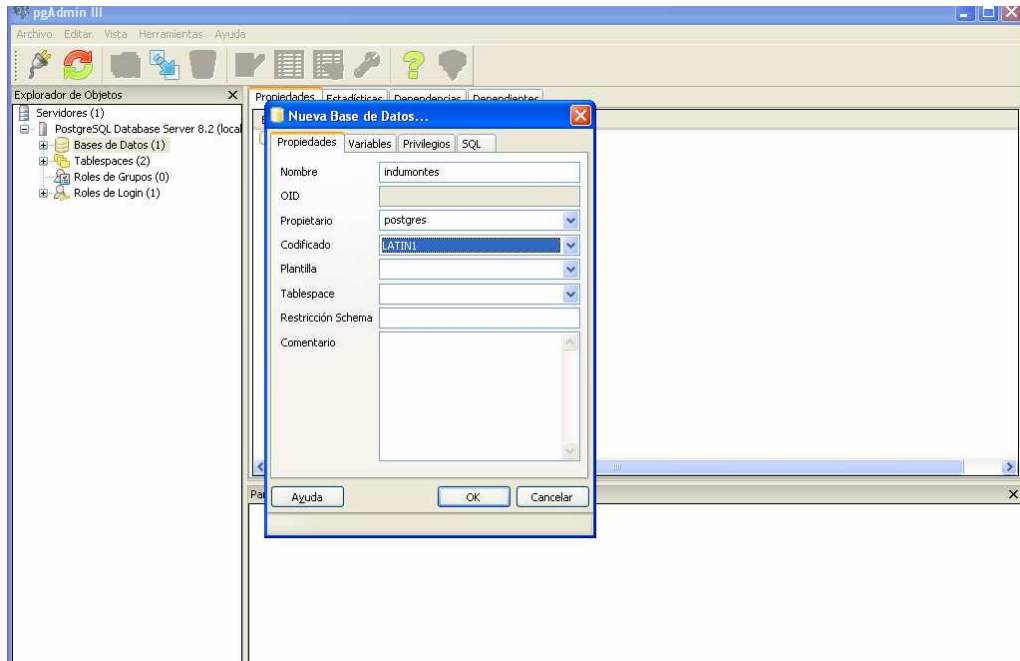 pgAdmin III
Archivo Editar Vista Herramientas Ayuda
Explorador de Objetos
Servidores (1)
PostgreSQL Database Server 8.2 (local
Bases de Datos (1)
Tablespaces (2)
Roles de Grupos (0)
Roles de Login (1)
Propiedades Estadísticas Dependencias Dependientes
Nueva Base de Datos...
Propiedades Variables Privilegios SQL
Nombre indumontes
OID
Propietario postgres
Codificado LATIN1
Plantilla
Tablespace
Restricción Schema
Comentario
Ayuda OK Cancelar